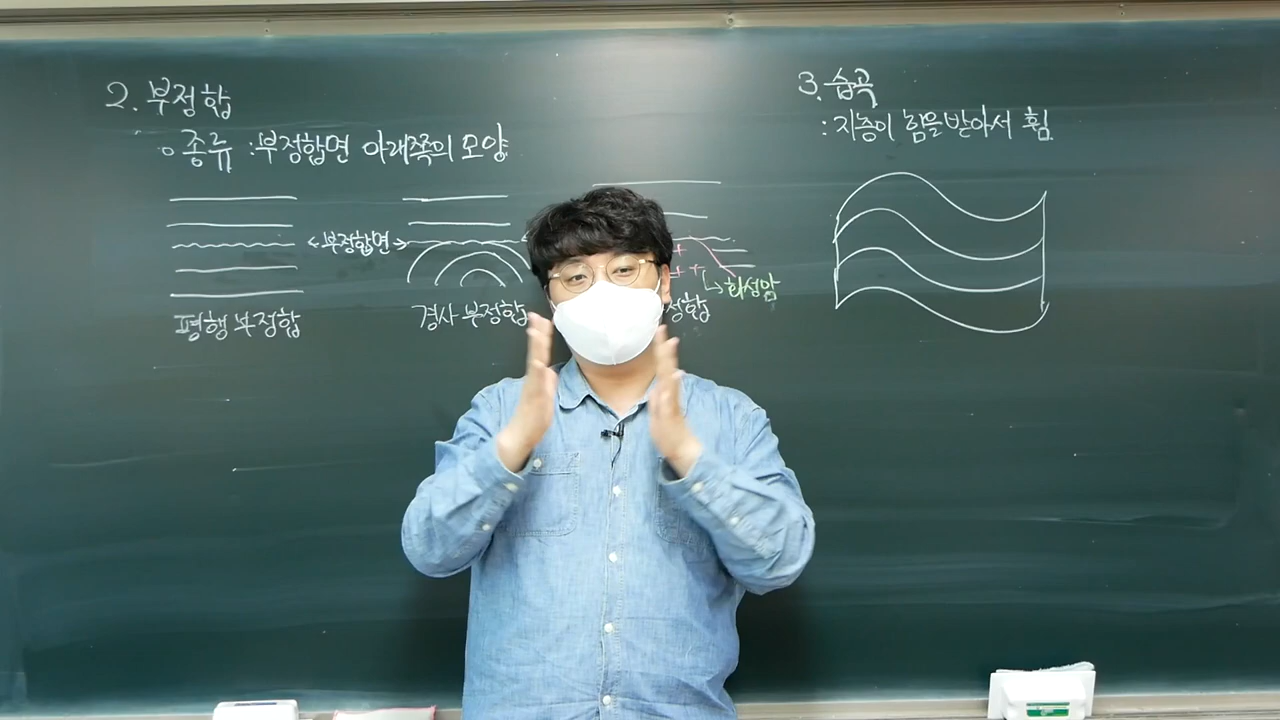 2. 부정합
○ 종류 : 부정합면 아래쪽의 모양
← 부정합면 →
평행 부정합
경사 부정합
정합
화성암
3. 습곡
: 지층이 힘을 받아서 휨